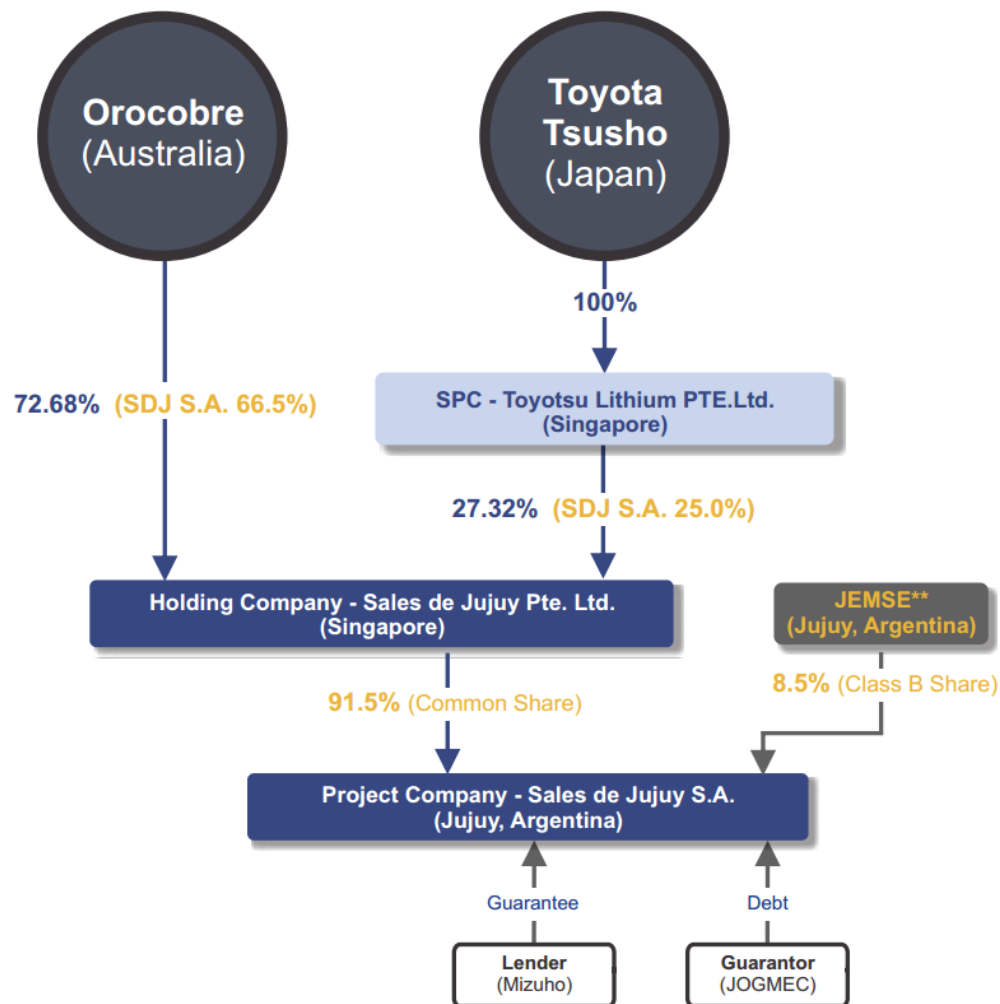 Orocobre
(Australia)
Toyota
Tsusho
(Japan)
100%
72.68% (SDJ S.A. 66.5%)
SPC - Toyotsu Lithium PTE.Ltd.
(Singapore)
27.32% (SDJ S.A. 25.0%)
Holding Company - Sales de Jujuy Pte. Ltd.
(Singapore)
JEMSE**
(Jujuy, Argentina)
91.5% (Common Share)
8.5% (Class B Share)
Project Company - Sales de Jujuy S.A.
(Jujuy, Argentina)
Guarantee
Debt
Lender
(Mizuho)
Guarantor
(JOGMEC)